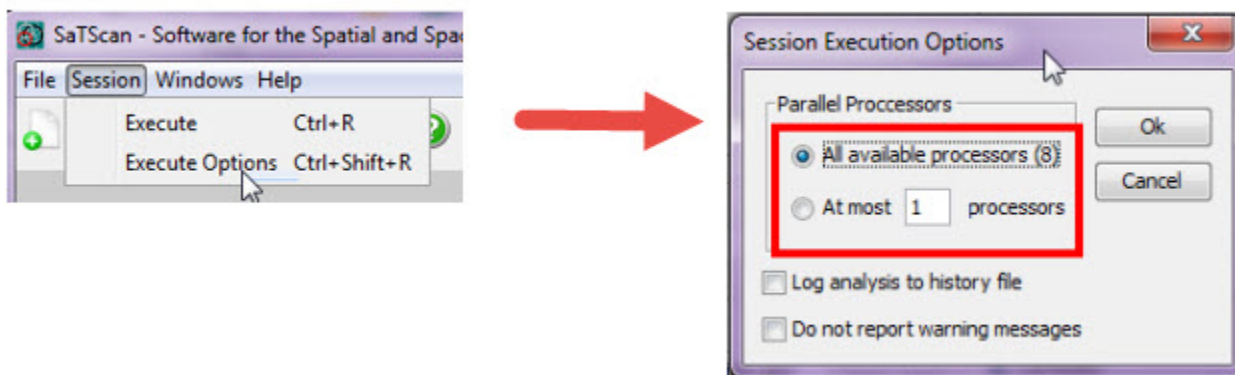 SaTScan - Software for the Spatial and Spac
File Session Windows Help
Execute Ctrl+R
Execute Options Ctrl+Shift+R
Session Execution Options
Parallel Proccessors
All available processors (8)
At most 1 processors
Ok
Cancel
Log analysis to history file
Do not report warning messages